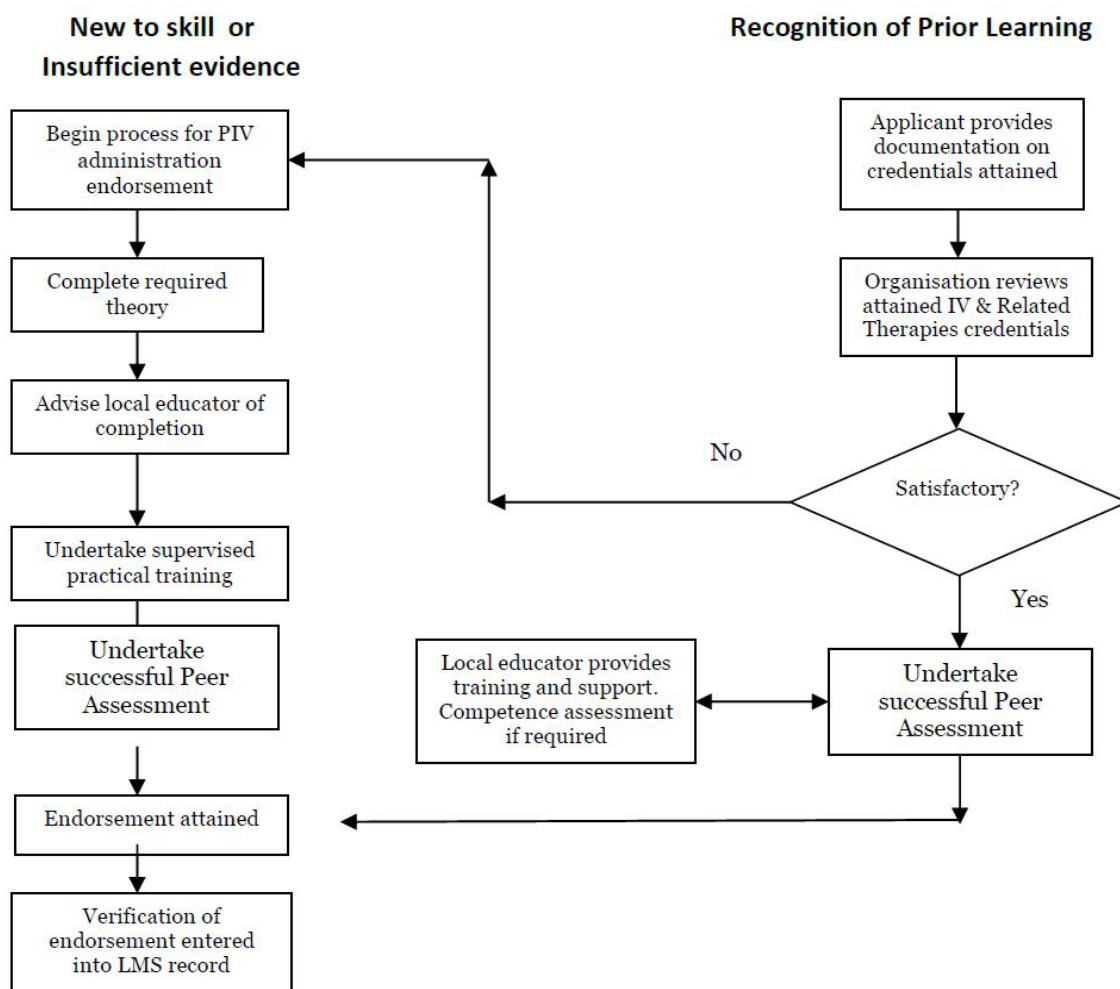 New to skill or
Insufficient evidence
Begin process for PIV
administration
endorsement
Complete required
theory
Advise local educator of
completion
Undertake supervised
practical training
Undertake
successful Peer
Assessment
Endorsement attained
Verification of
endorsement entered
into LMS record
Recognition of Prior Learning
Applicant provides
documentation on
credentials attained
Organisation reviews
attained IV & Related
Therapies credentials
Satisfactory?
No
Yes
Local educator provides
training and support.
Competence assessment
if required
Undertake
successful Peer
Assessment